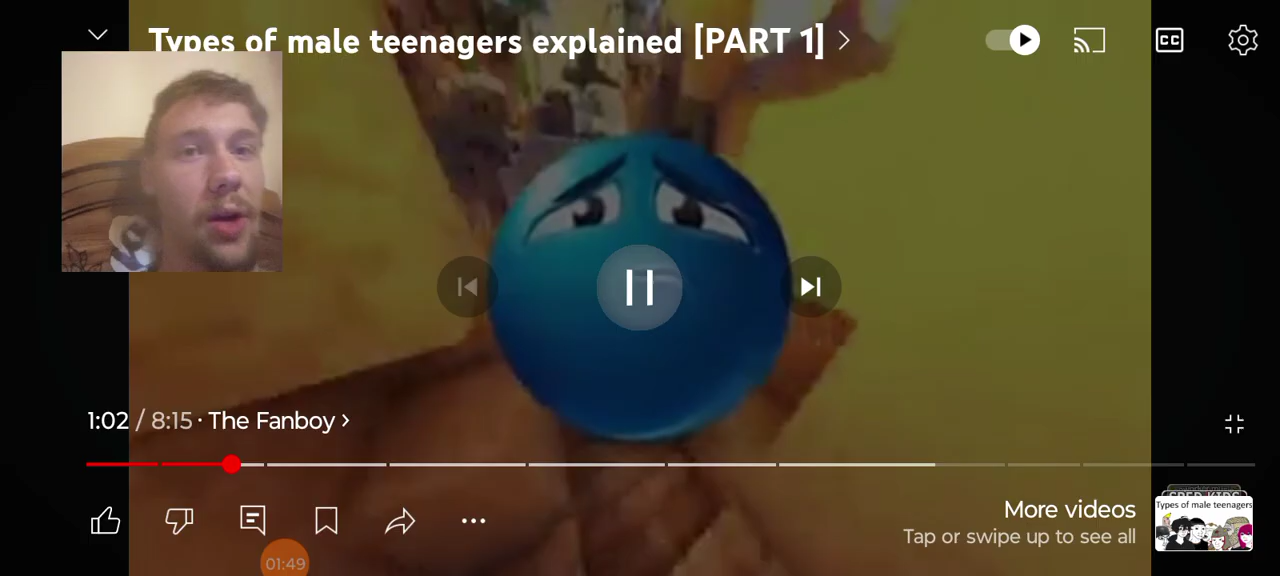 Types of male teenagers explained [PART 1]
CC
1:02 / 8:15 · The Fanboy
More videos
Tap or swipe up to see all
Types of male teenagers
01:49